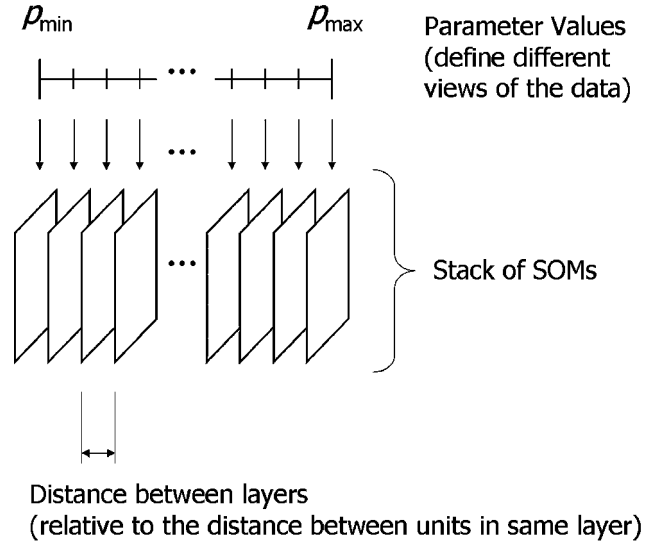 pmin pmax Parameter Values
(define different
views of the data)
...
...
...
Stack of SOMs
Distance between layers
(relative to the distance between units in same layer)